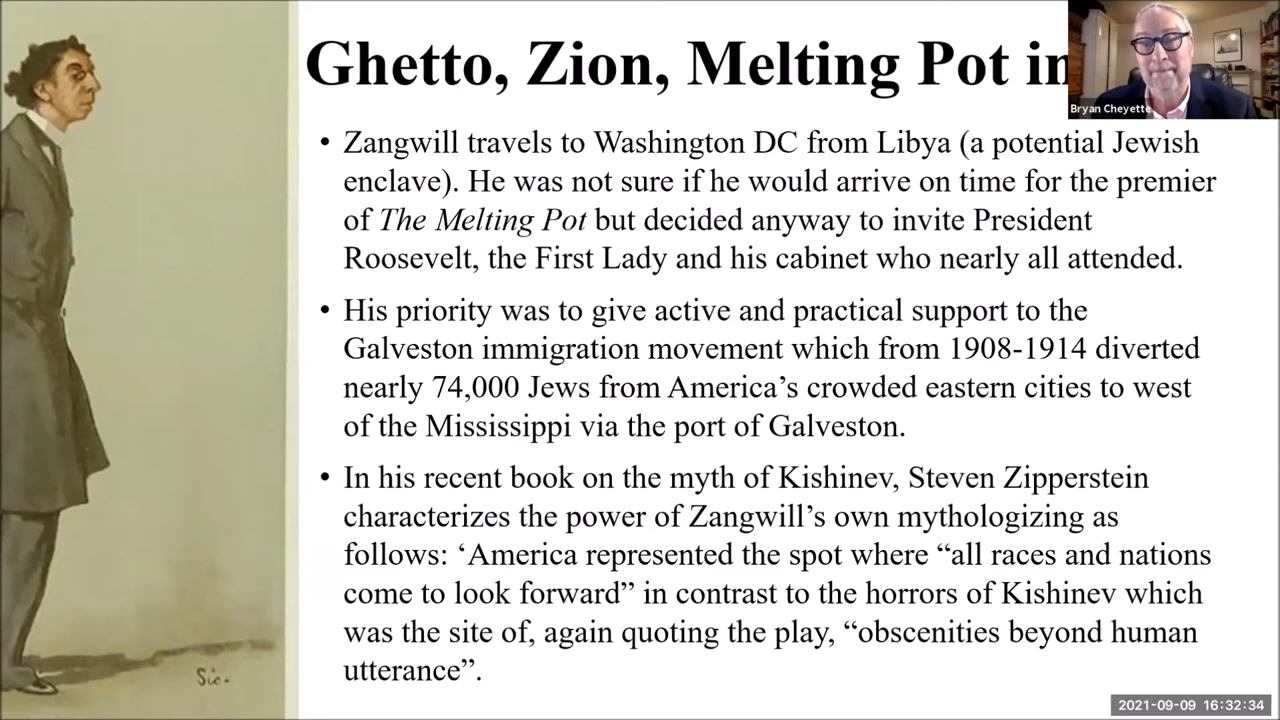 Ghetto, Zion, Melting Pot in
Bryan Cheyette
• Zangwill travels to Washington DC from Libya (a potential Jewish
enclave). He was not sure if he would arrive on time for the premier
of The Melting Pot but decided anyway to invite President
Roosevelt, the First Lady and his cabinet who nearly all attended.
• His priority was to give active and practical support to the
Galveston immigration movement which from 1908-1914 diverted
nearly 74,000 Jews from America’s crowded eastern cities to west
of the Mississippi via the port of Galveston.
• In his recent book on the myth of Kishinev, Steven Zipperstein
characterizes the power of Zangwill’s own mythologizing as
follows: ‘America represented the spot where “all races and nations
come to look forward” in contrast to the horrors of Kishinev which
was the site of, again quoting the play, “obscenities beyond human
utterance”.
Sic.
2021-09-09 16:32:34